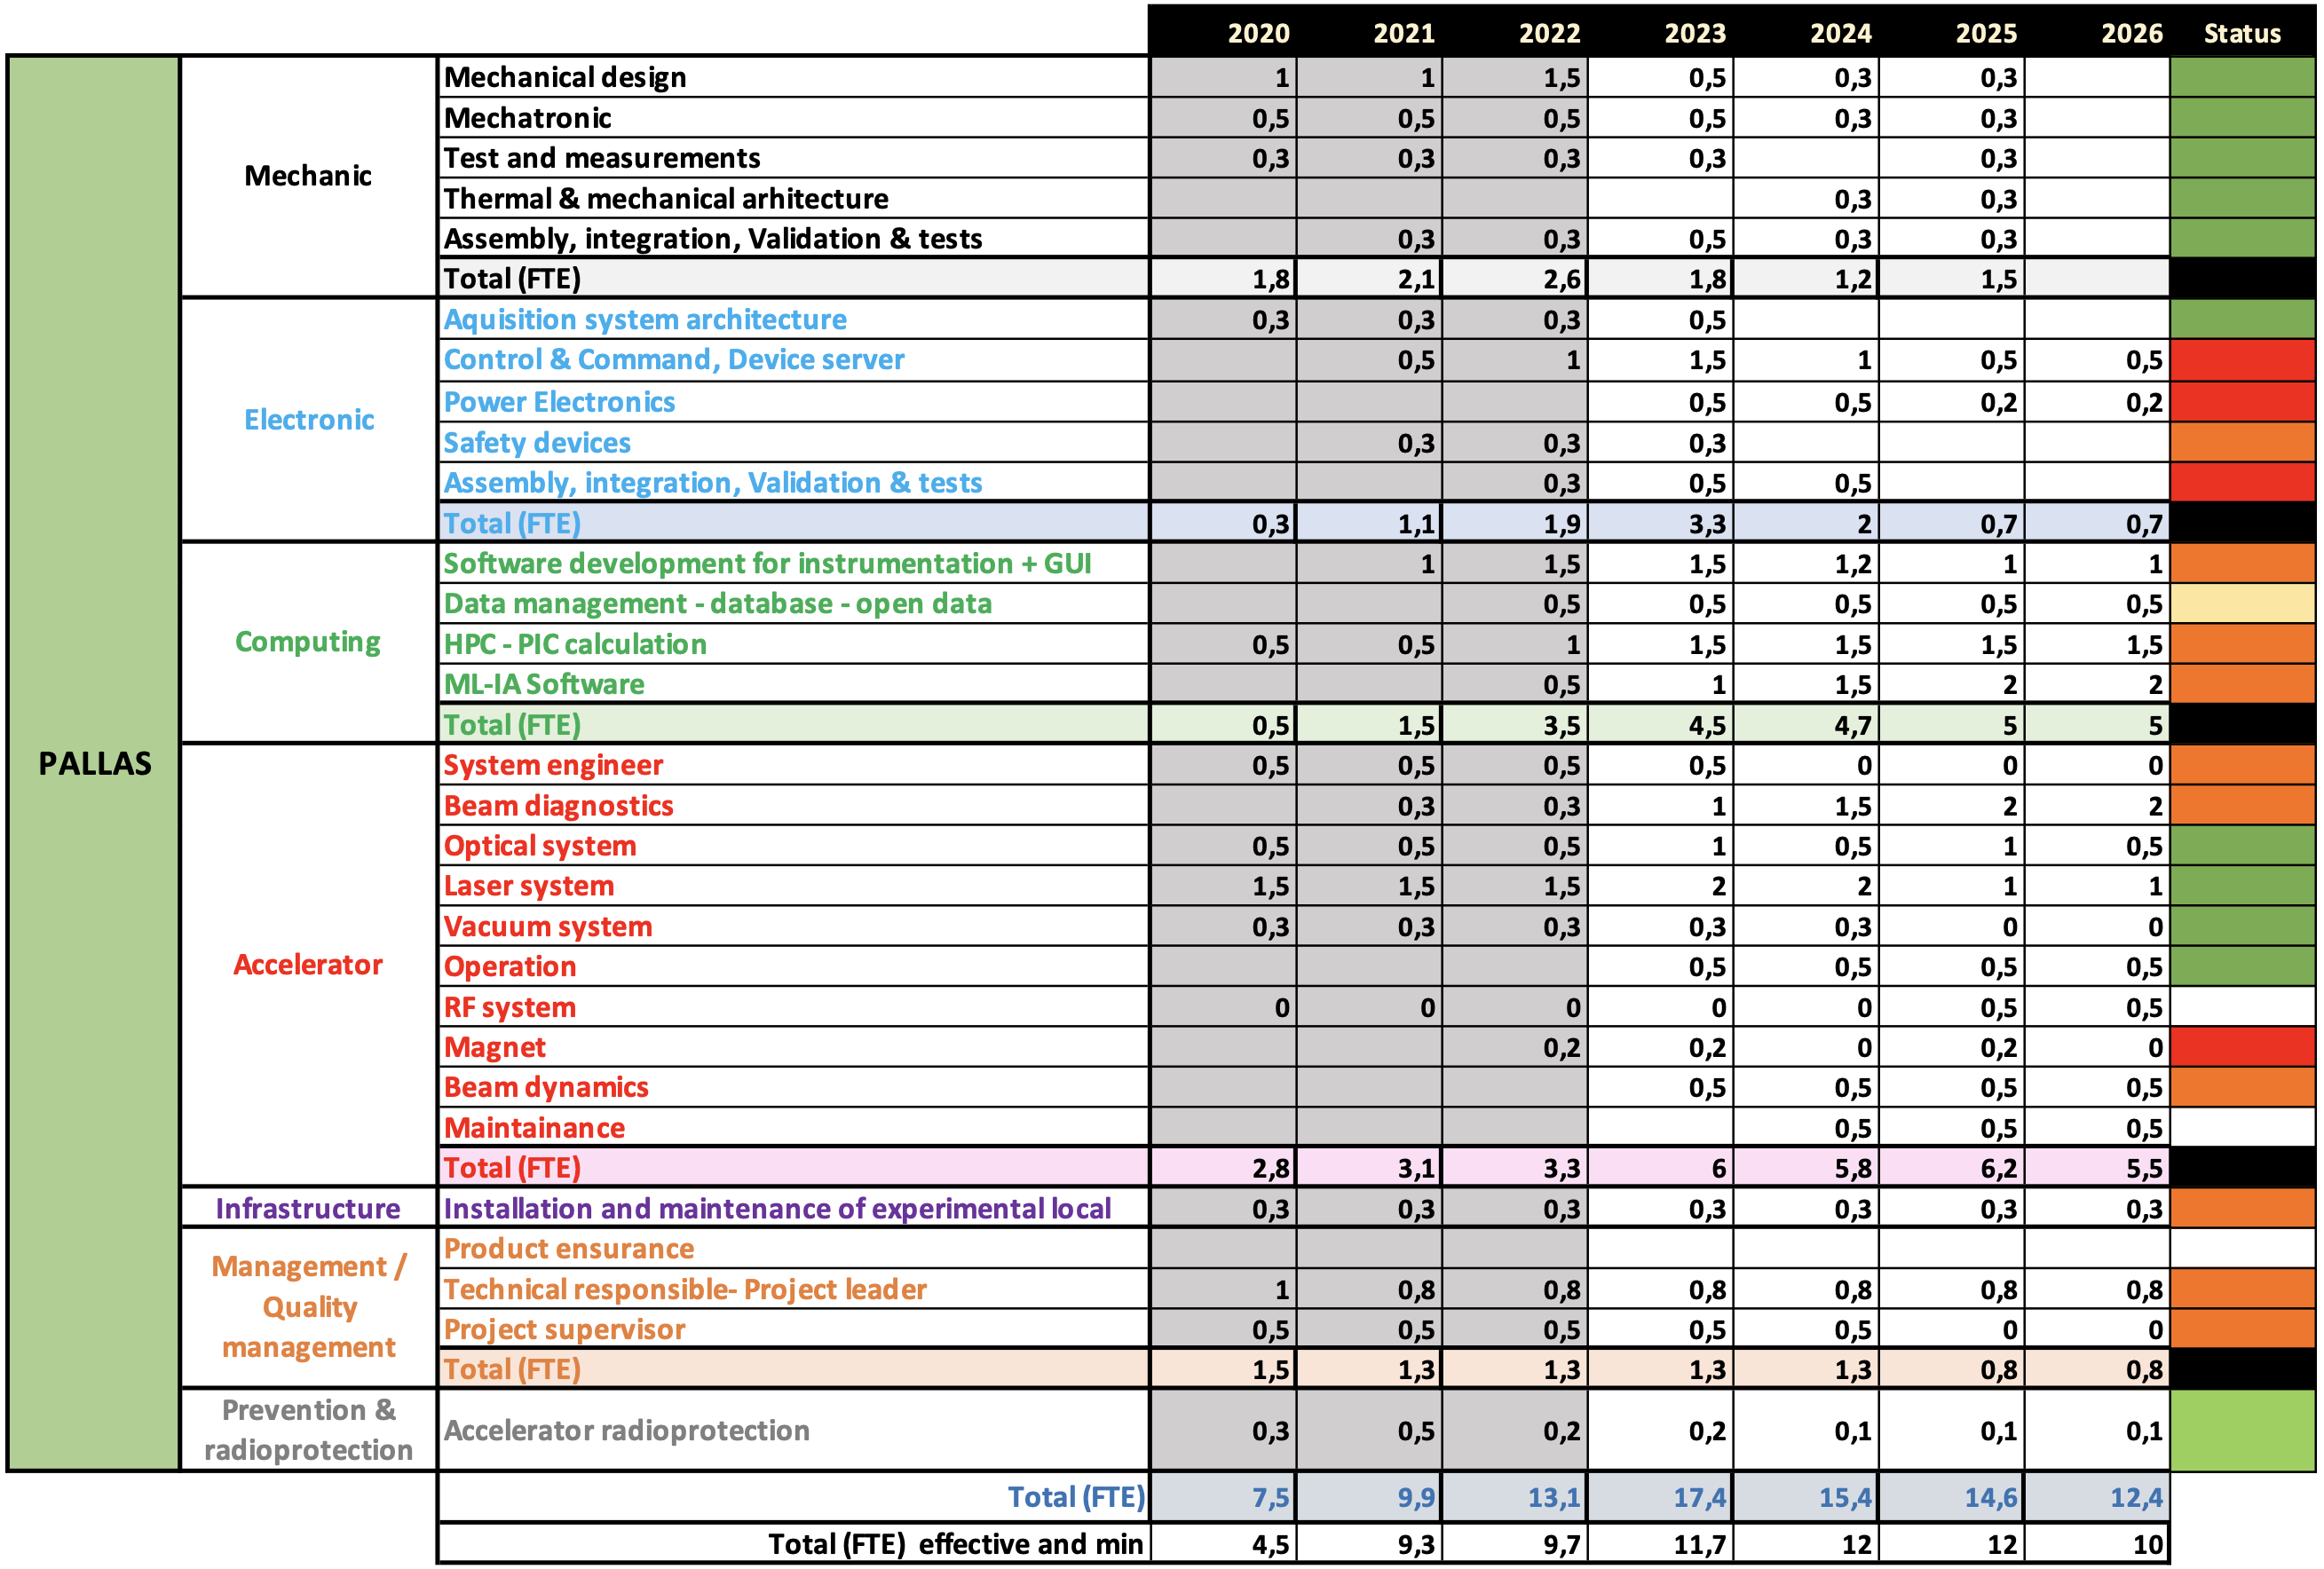 2020 2021 2022 2023 2024 2025 2026 Status
PALLAS
Mechanic
Mechanical design 1 1 1,5 0,5 0,3 0,3
Mechatronic 0,5 0,5 0,5 0,5 0,3 0,3
Test and measurements 0,3 0,3 0,3 0,3 0,3
Thermal & mechanical arhitecture 0,3 0,3
Assembly, integration, Validation & tests 0,3 0,3 0,5 0,3 0,3
Total (FTE) 1,8 2,1 2,6 1,8 1,2 1,5
Electronic
Aquisition system architecture 0,3 0,3 0,3 0,5
Control & Command, Device server 0,5 1 1,5 1 0,5 0,5
Power Electronics 0,5 0,5 0,2 0,2
Safety devices 0,3 0,3 0,3
Assembly, integration, Validation & tests 0,3 0,5 0,5
Total (FTE) 0,3 1,1 1,9 3,3 2 0,7 0,7
Computing
Software development for instrumentation + GUI 1 1,5 1,5 1,2 1 1
Data management - database - open data 0,5 0,5 0,5 0,5 0,5
HPC - PIC calculation 0,5 0,5 1 1,5 1,5 1,5 1,5
ML-IA Software 0,5 1 1,5 2 2
Total (FTE) 0,5 1,5 3,5 4,5 4,7 5 5
Accelerator
System engineer 0,5 0,5 0,5 0,5 0 0 0
Beam diagnostics 0,3 0,3 1 1,5 2 2
Optical system 0,5 0,5 0,5 1 0,5 1 0,5
Laser system 1,5 1,5 1,5 2 2 1 1
Vacuum system 0,3 0,3 0,3 0,3 0,3 0 0
Operation 0,5 0,5 0,5 0,5
RF system 0 0 0 0 0 0,5 0,5
Magnet 0,2 0,2 0 0,2 0
Beam dynamics 0,5 0,5 0,5 0,5
Maintainance 0,5 0,5 0,5
Total (FTE) 2,8 3,1 3,3 6 5,8 6,2 5,5
Infrastructure
Installation and maintenance of experimental local 0,3 0,3 0,3 0,3 0,3 0,3 0,3
Management /
Quality
management
Product ensurance
Technical responsible- Project leader 1 0,8 0,8 0,8 0,8 0,8 0,8
Project supervisor 0,5 0,5 0,5 0,5 0,5 0 0
Total (FTE) 1,5 1,3 1,3 1,3 1,3 0,8 0,8
Prevention &
radioprotection
Accelerator radioprotection 0,3 0,5 0,2 0,2 0,1 0,1 0,1
Total (FTE) 7,5 9,9 13,1 17,4 15,4 14,6 12,4
Total (FTE) effective and min 4,5 9,3 9,7 11,7 12 12 10